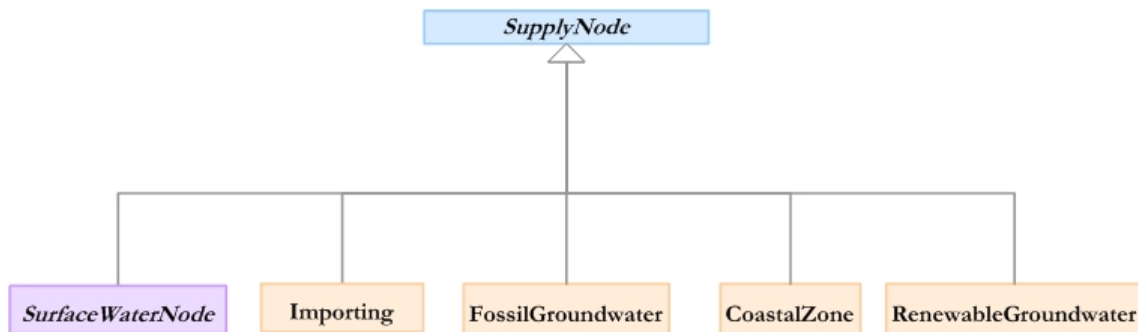 SupplyNode
SurfaceWaterNode
Importing
FossilGroundwater
CoastalZone
RenewableGroundwater